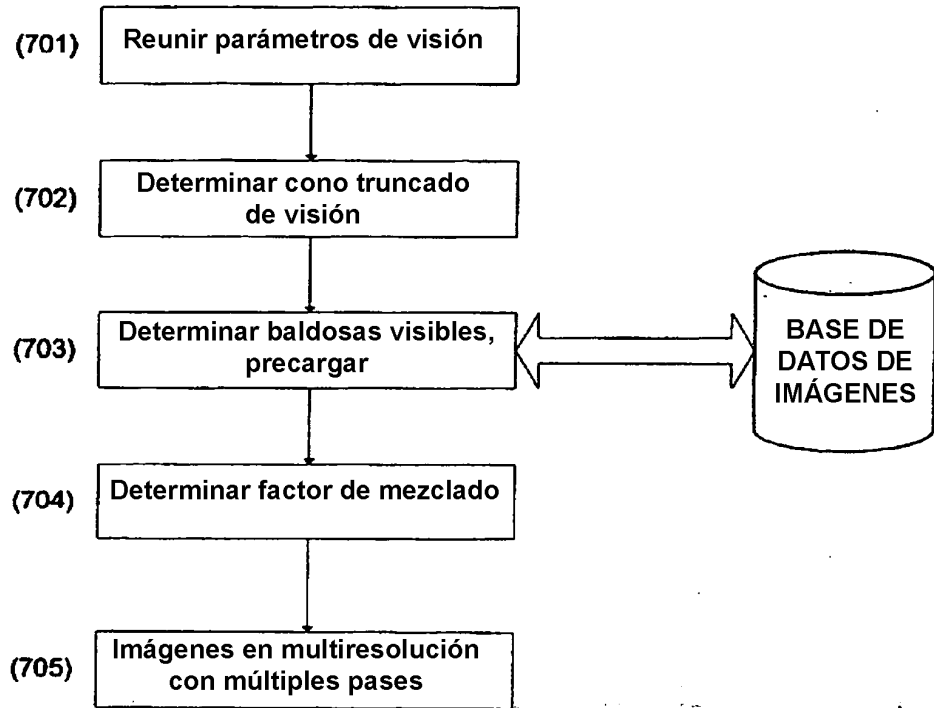 (701)
Reunir parámetros de visión
(702)
Determinar cono truncado
de visión
(703)
Determinar baldosas visibles,
precargar
BASE DE
DATOS DE
IMÁGENES
(704)
Determinar factor de mezclado
(705)
Imágenes en multiresolución
con múltiples pases